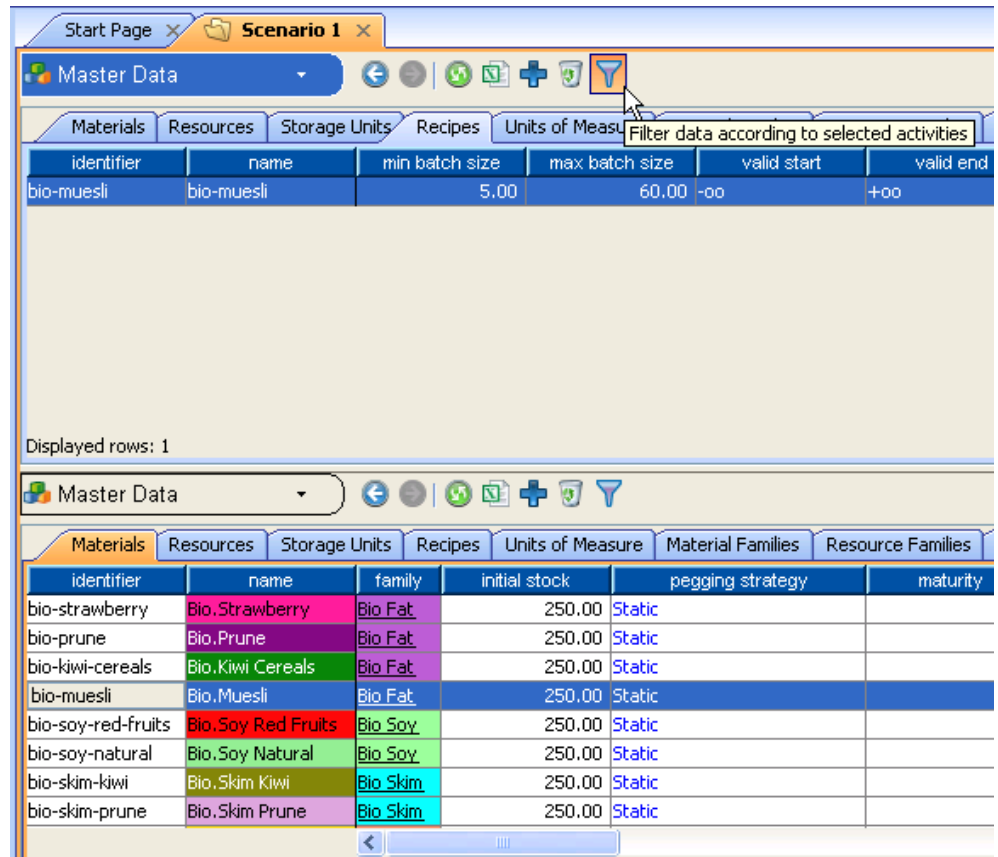 Start Page Scenario 1
Master Data
Materials Resources Storage Units Recipes Units of Measu
Filter data according to selected activities
identifier name min batch size max batch size valid start valid end
bio-muesli bio-muesli 5.00 60.00 -oo +oo
Displayed rows: 1
Master Data
Materials Resources Storage Units Recipes Units of Measure Material Families Resource Families
identifier name family initial stock pegging strategy maturity
bio-strawberry Bio.Strawberry Bio Fat 250.00 Static
bio-prune Bio.Prune Bio Fat 250.00 Static
bio-kiwi-cereals Bio.Kiwi Cereals Bio Fat 250.00 Static
bio-muesli Bio.Muesli Bio Fat 250.00 Static
bio-soy-red-fruits Bio.Soy Red Fruits Bio Soy 250.00 Static
bio-soy-natural Bio.Soy Natural Bio Soy 250.00 Static
bio-skim-kiwi Bio.Skim Kiwi Bio Skim 250.00 Static
bio-skim-prune Bio.Skim Prune Bio Skim 250.00 Static